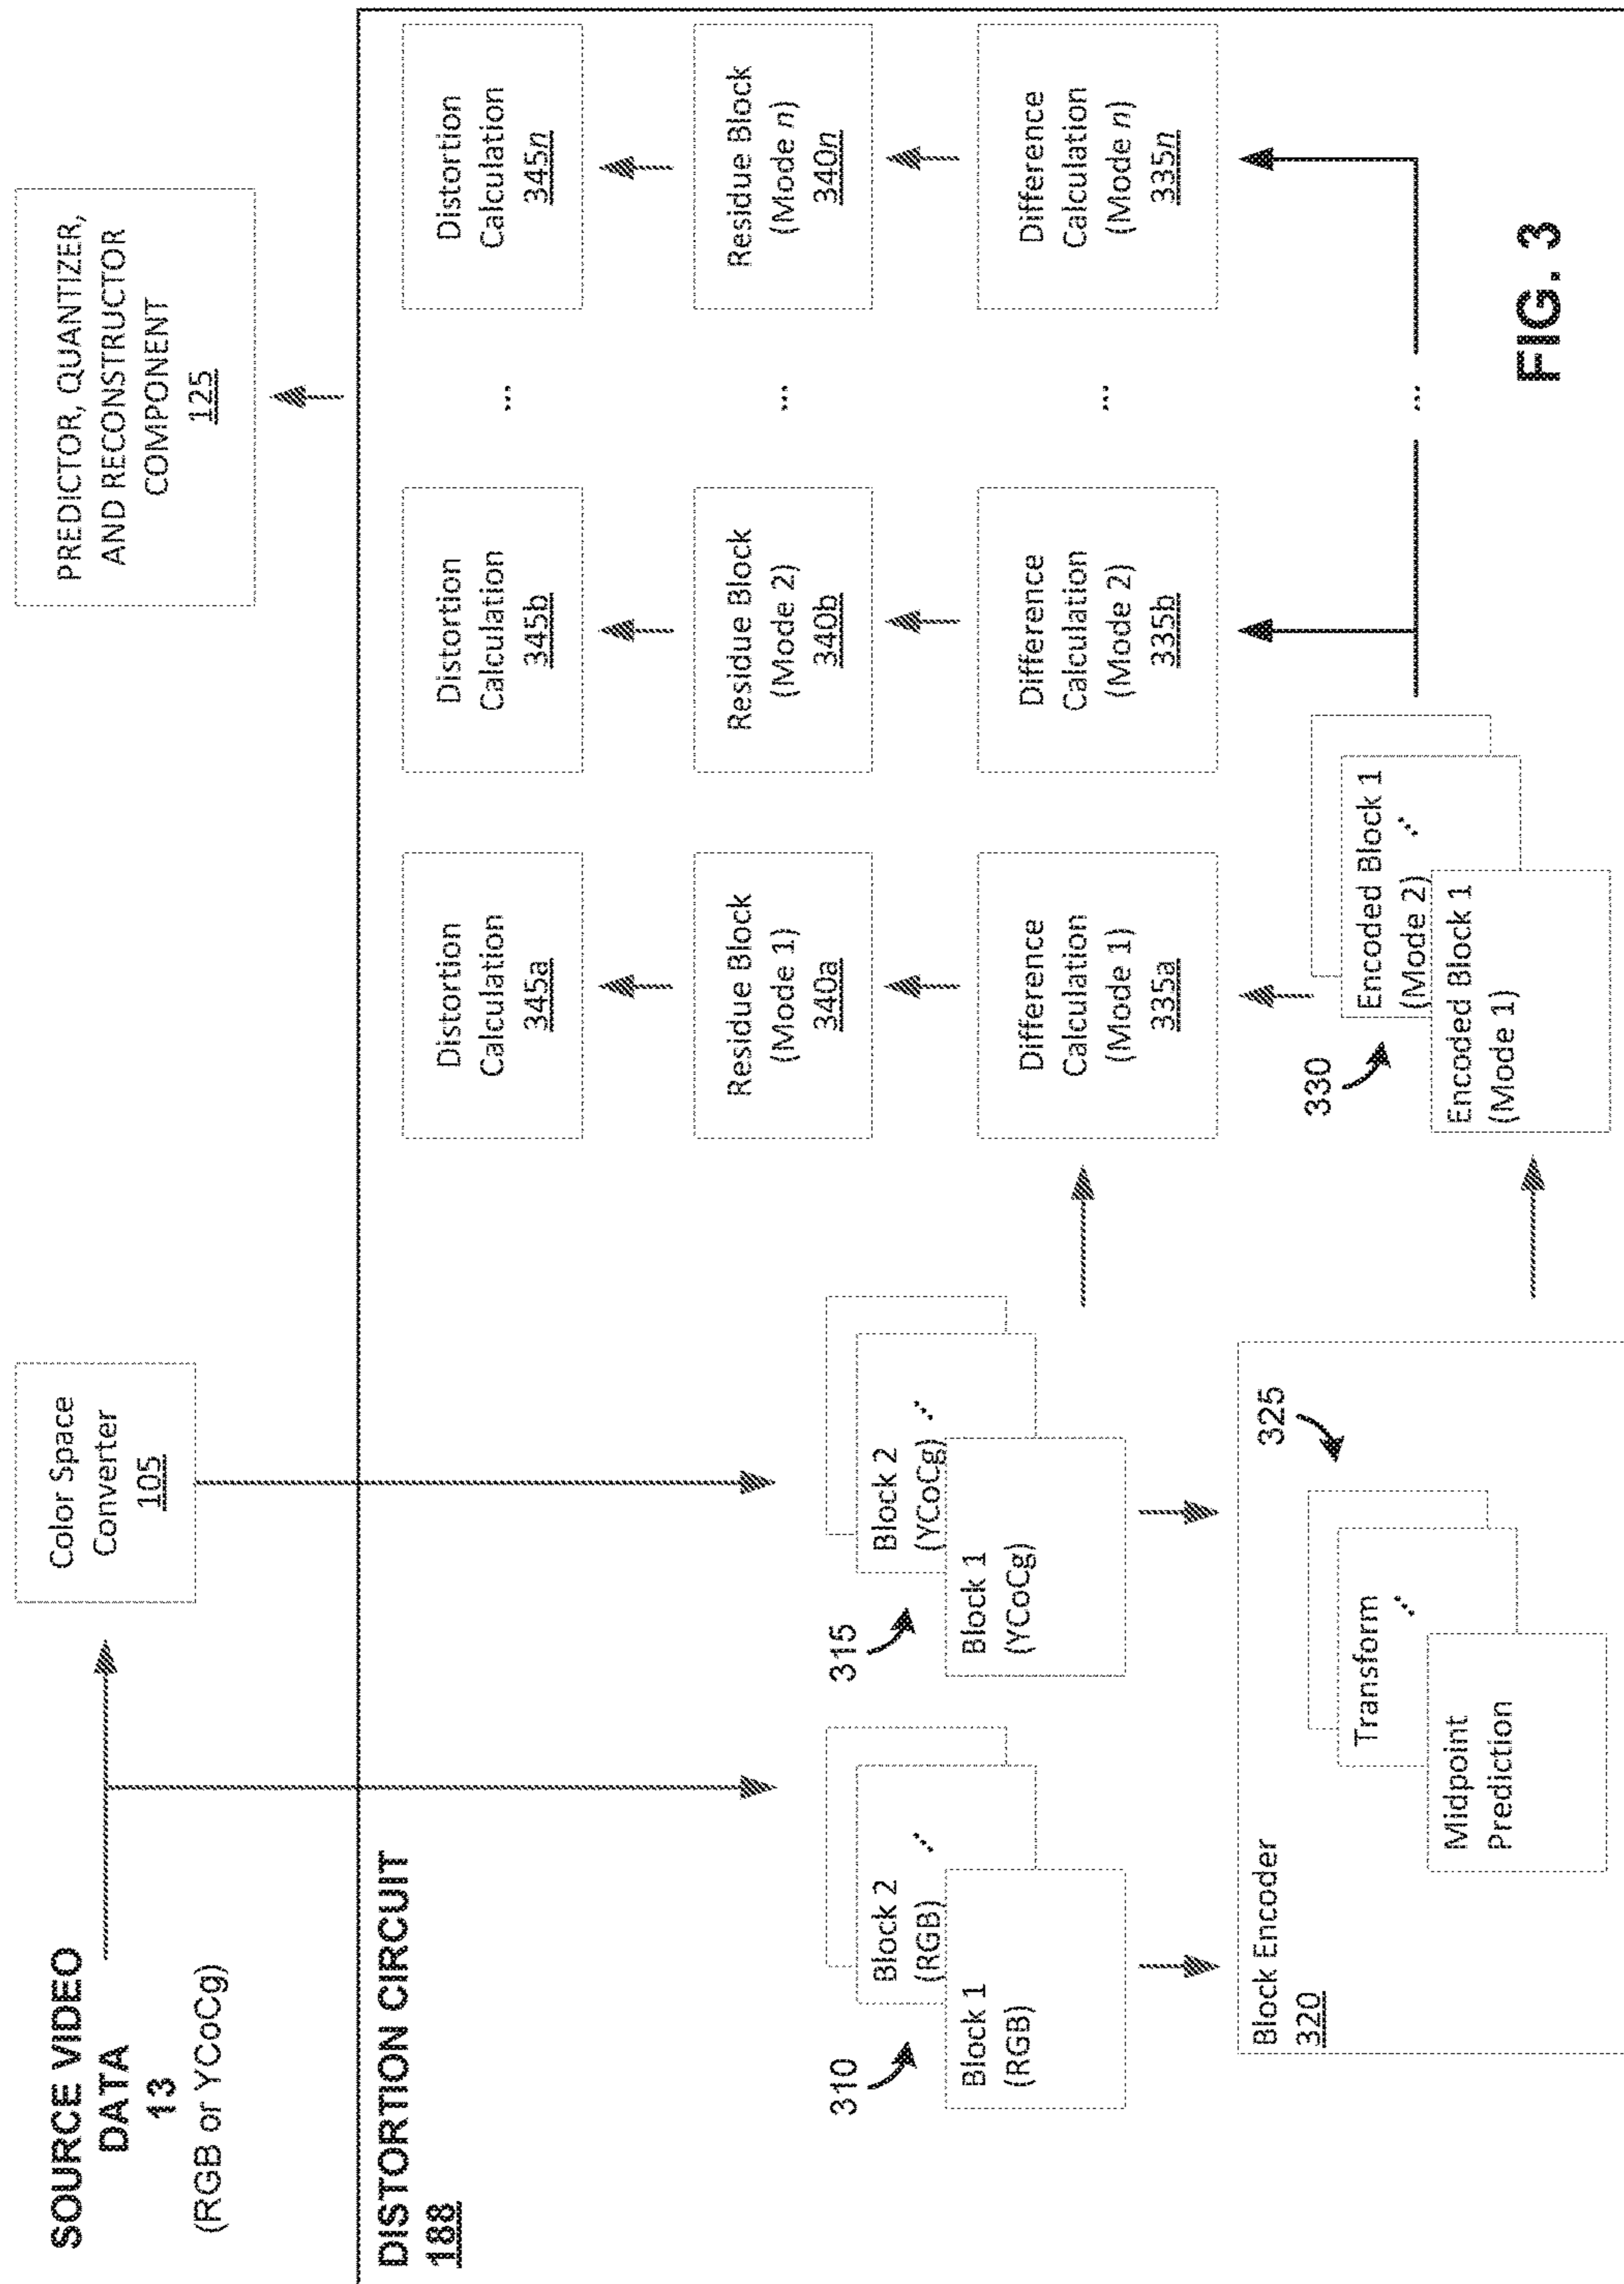 SOURCE VIDEO
DATA
13
(RGB or YCoCg)
Color Space
Converter
105
PREDICTOR, QUANTIZER,
AND RECONSTRUCTOR
COMPONENT
125
DISTORTION CIRCUIT
188
Distortion
Calculation
345a
Distortion
Calculation
345b
...
Distortion
Calculation
345n
Residue Block
(Mode 1)
340a
Residue Block
(Mode 2)
340b
...
Residue Block
(Mode n)
340n
Difference
Calculation
(Mode 1)
335a
Difference
Calculation
(Mode 2)
335b
...
Difference
Calculation
(Mode n)
335n
310
Block 2
(RGB)
...
Block 1
(RGB)
315
Block 2
(YCoCg)
...
Block 1
(YCoCg)
Block Encoder
320
325
Transform
...
Midpoint
Prediction
330
Encoded Block 1
(Mode 2)
...
Encoded Block 1
(Mode 1)
...
FIG. 3